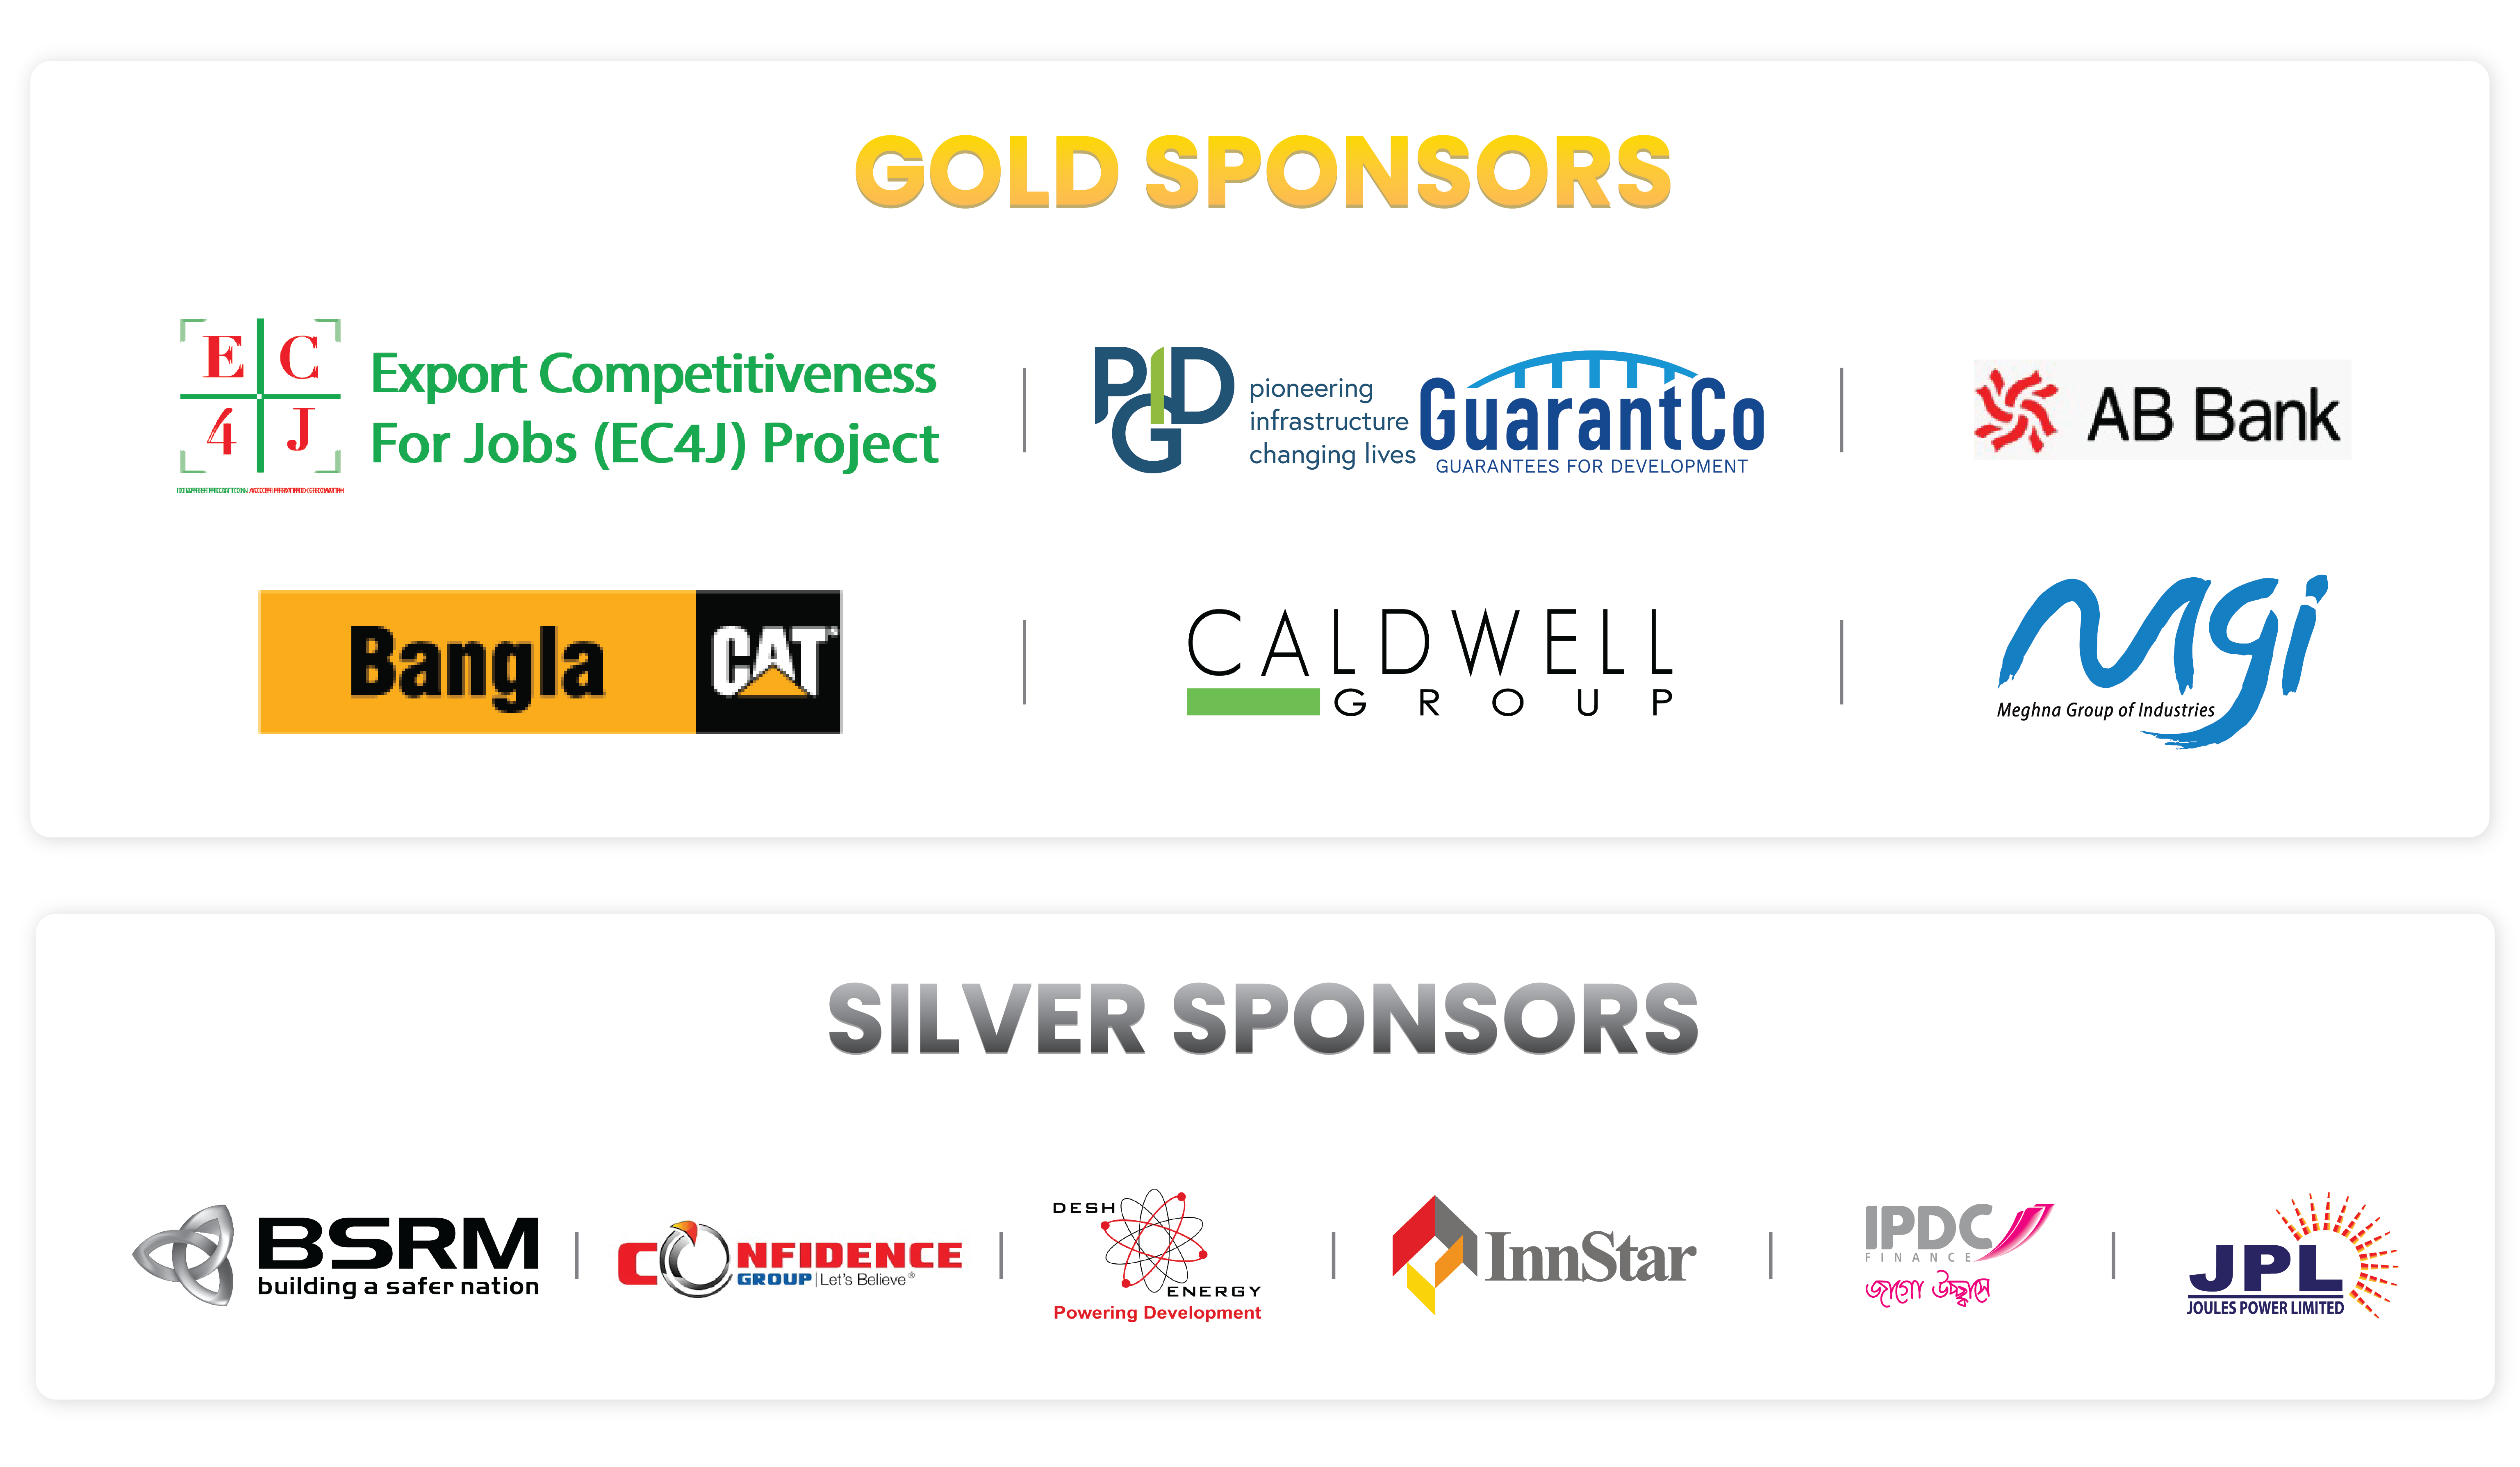 GOLD SPONSORS
E C
4 J
Export Competitiveness
For Jobs (EC4J) Project
PIDG
pioneering
infrastructure
changing lives
GuarantCo
GUARANTEES FOR DEVELOPMENT
AB Bank
Bangla CAT
CALDWELL
GROUP
mgi
Meghna Group of Industries
SILVER SPONSORS
BSRM
building a safer nation
CONFIDENCE
GROUP | Let's Believe®
DESH
ENERGY
Powering Development
InnStar
IPDC
FINANCE
জাগো উচ্ছ্বাসে
JPL
JOULES POWER LIMITED